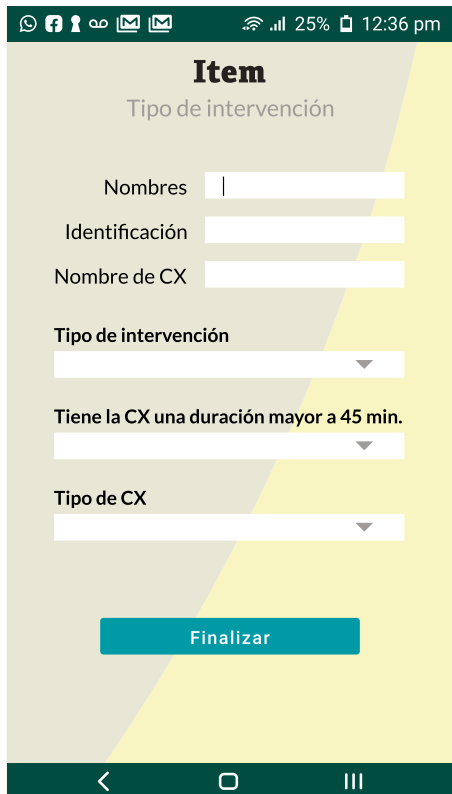 25% 12:36 pm
Item
Tipo de intervención
Nombres
Identificación
Nombre de CX
Tipo de intervención
Tiene la CX una duración mayor a 45 min.
Tipo de CX
Finalizar